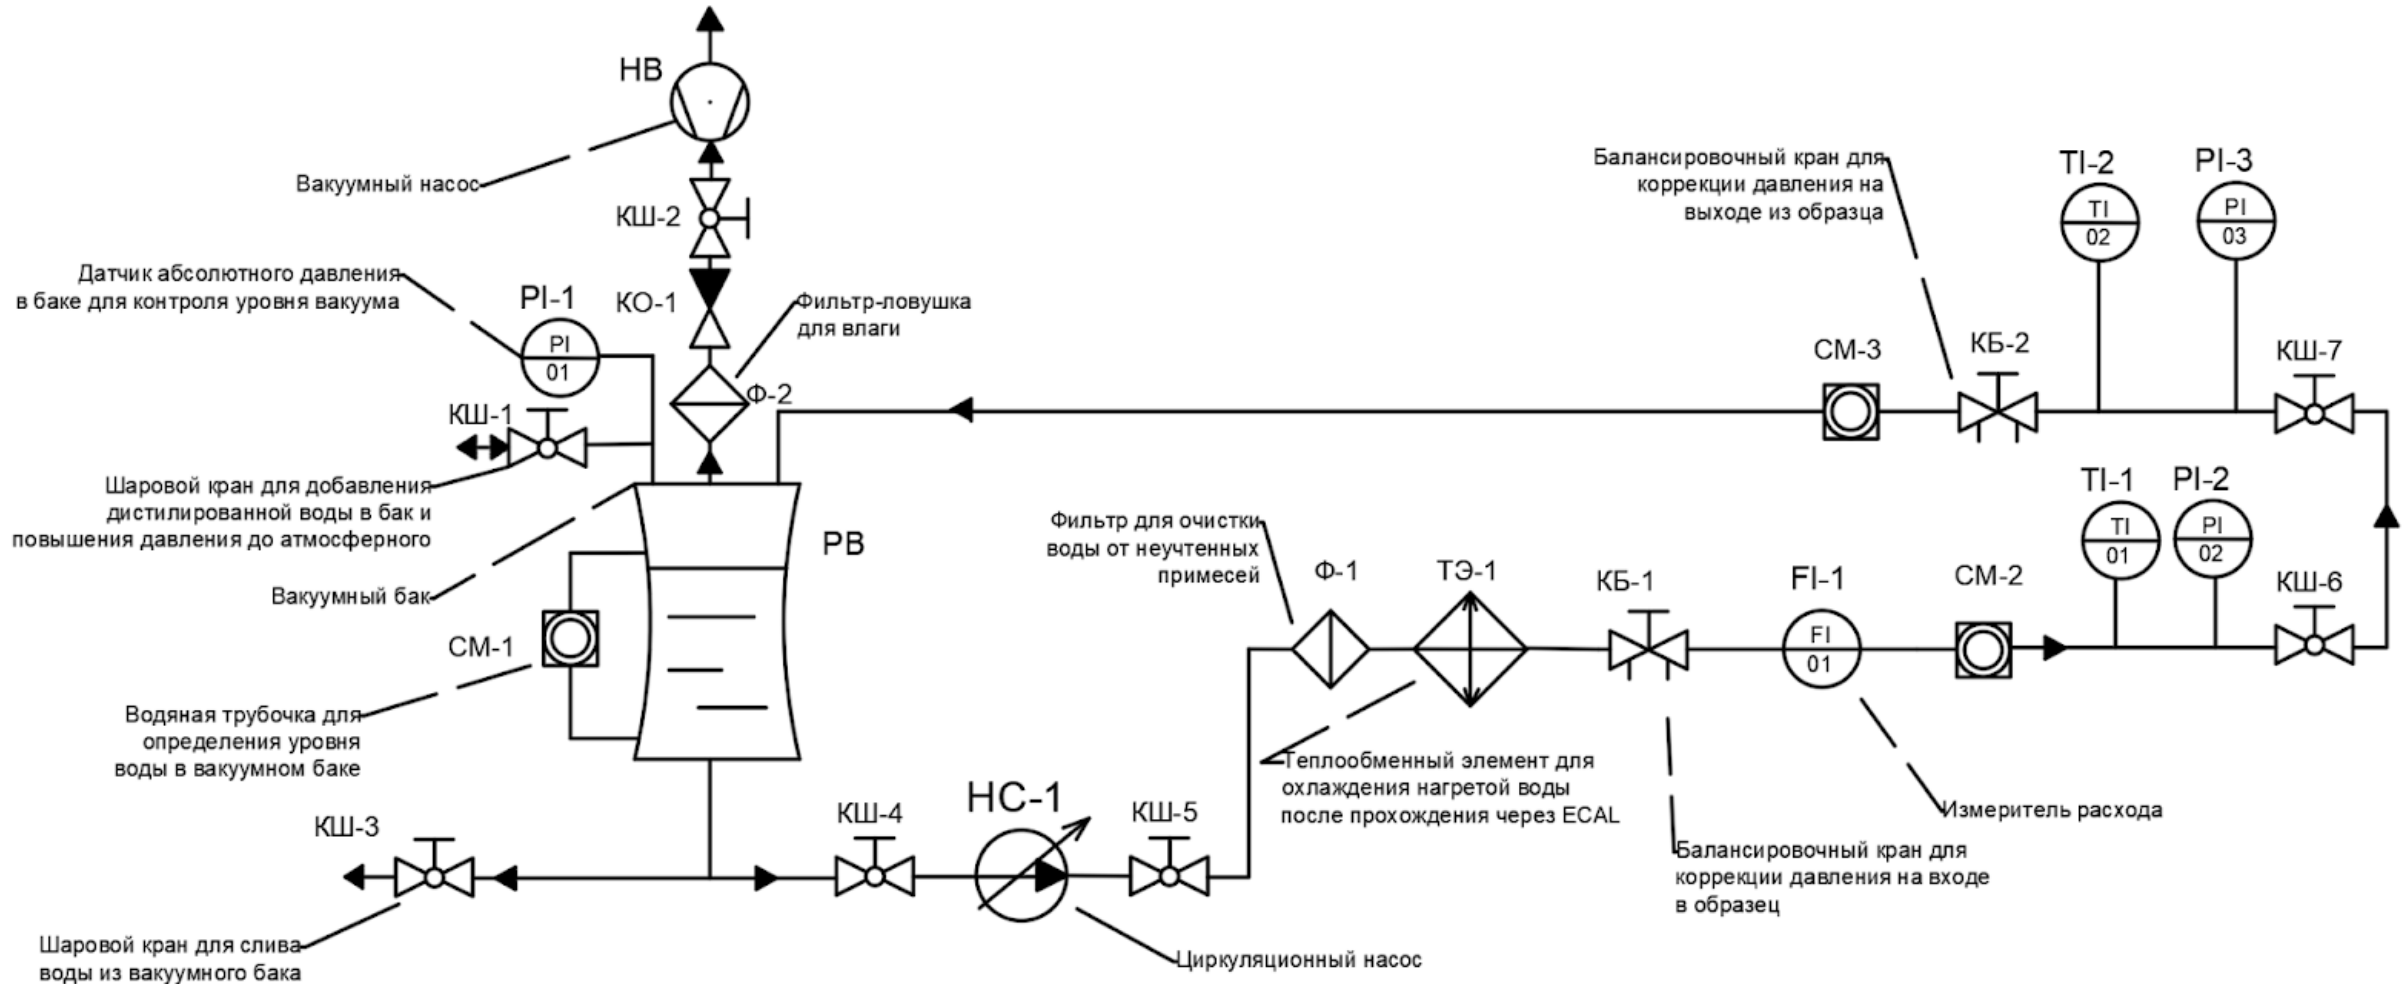 НВ
Вакуумный насос
КШ-2
Датчик абсолютного давления
в баке для контроля уровня вакуума
PI-1
PI
01
КО-1
Фильтр-ловушка
для влаги
Ф-2
КШ-1
Шаровой кран для добавления
дистилированной воды в бак и
повышения давления до атмосферного
Вакуумный бак
РВ
СМ-1
Водяная трубочка для
определения уровня
воды в вакуумном баке
КШ-3
Шаровой кран для слива
воды из вакуумного бака
КШ-4
НС-1
Циркуляционный насос
КШ-5
Фильтр для очистки
воды от неучтенных
примесей
Ф-1
ТЭ-1
Теплообменный элемент для
охлаждения нагретой воды
после прохождения через ECAL
КБ-1
Балансировочный кран для
коррекции давления на входе
в образец
FI-1
FI
01
Измеритель расхода
СМ-2
TI-1
TI
01
PI-2
PI
02
КШ-6
КШ-7
PI-3
PI
03
TI-2
TI
02
КБ-2
Балансировочный кран для
коррекции давления на
выходе из образца
СМ-3